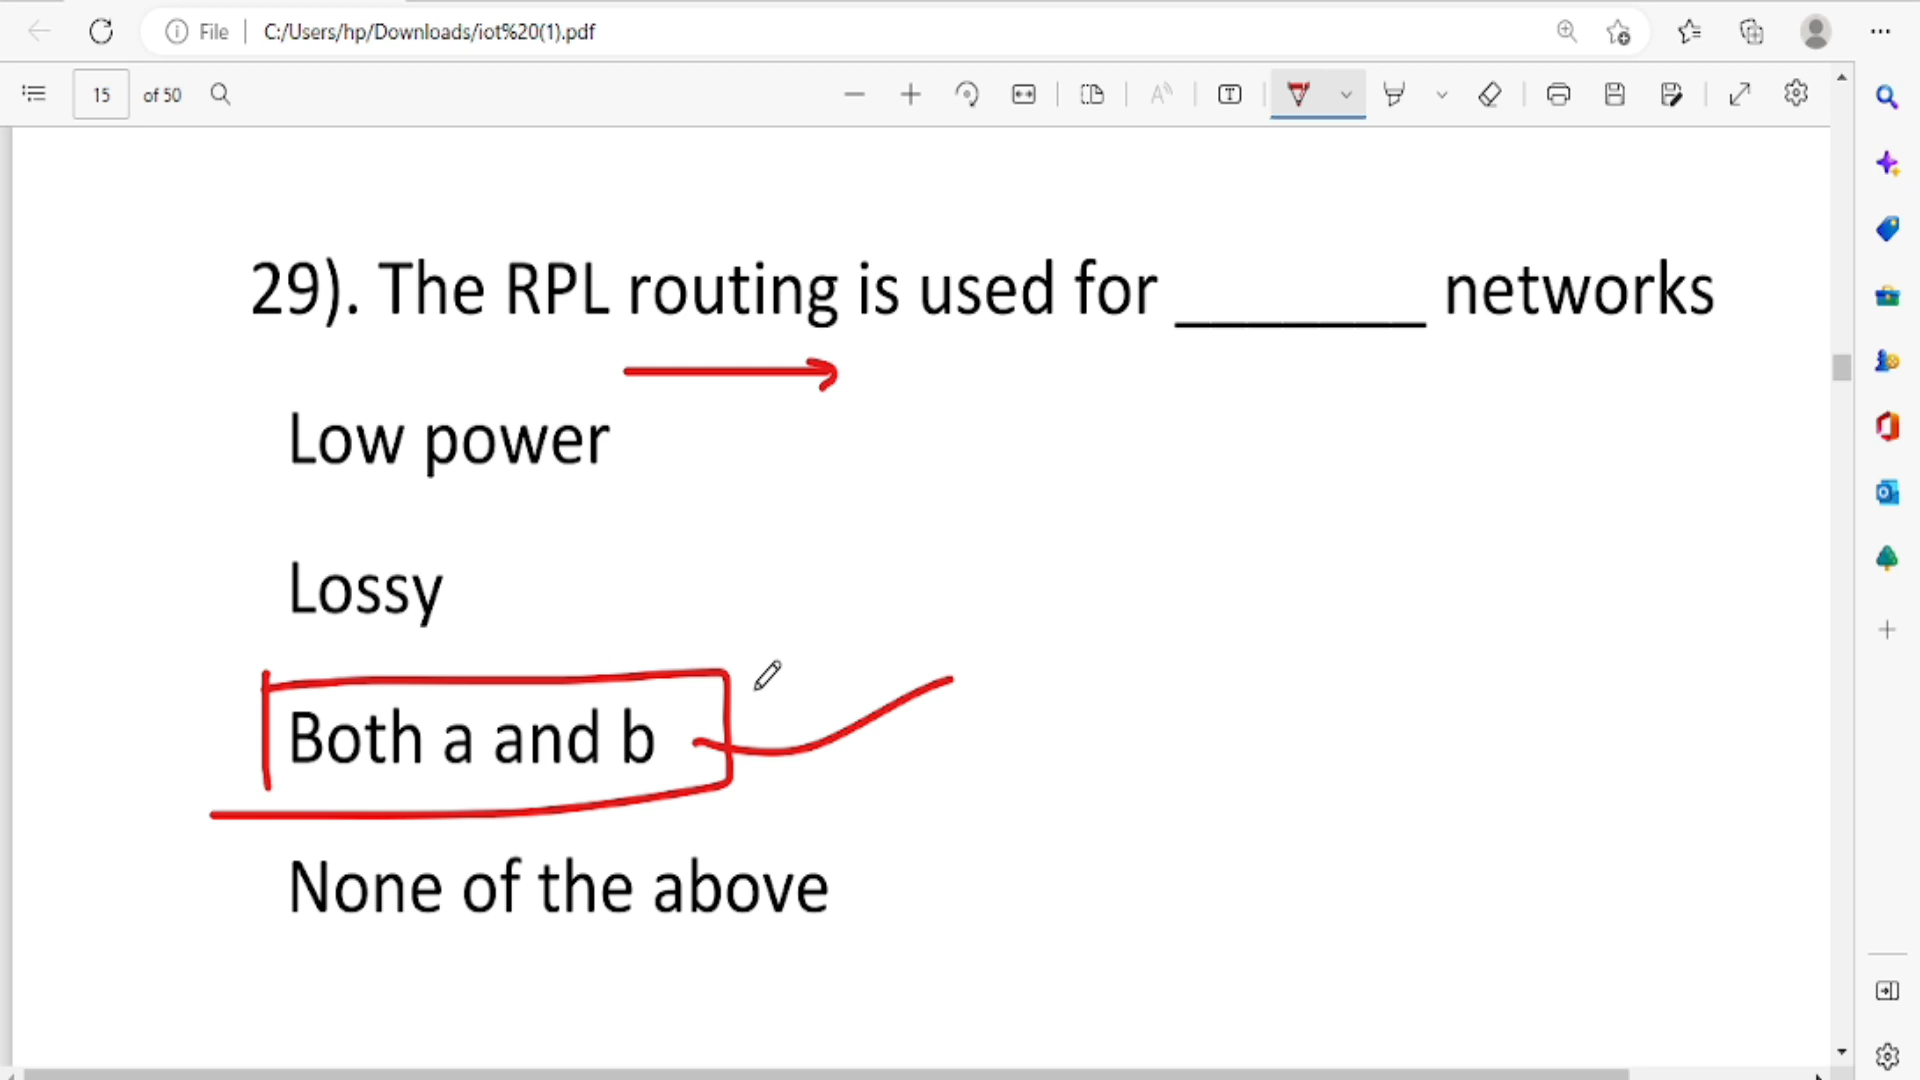 File C:/Users/hp/Downloads/iot%20(1).pdf
15 of 50
29). The RPL routing is used for _______ networks
Low power
Lossy
Both a and b
None of the above